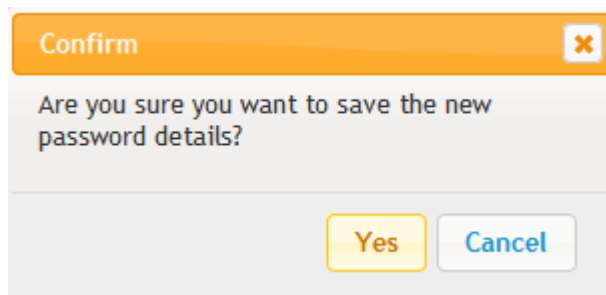 Confirm
Are you sure you want to save the new
password details?
Yes
Cancel